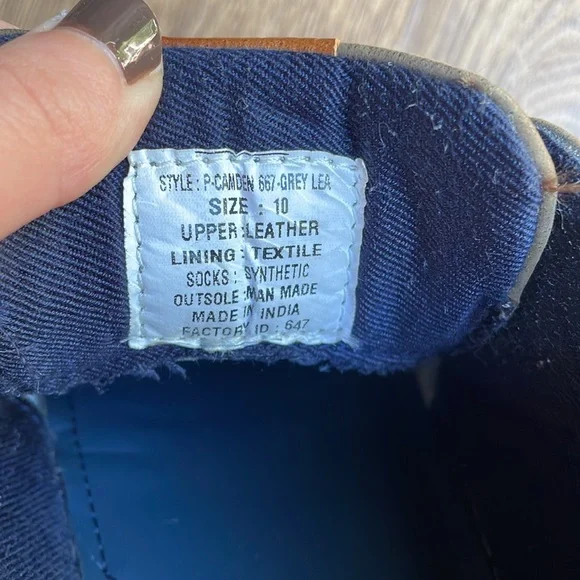 STYLE : P-CAMDEN 667-GREY LEA
SIZE : 10
UPPER :LEATHER
LINING : TEXTILE
SOCKS : SYNTHETIC
OUTSOLE :MAN MADE
MADE IN INDIA
FACTORY ID : 647